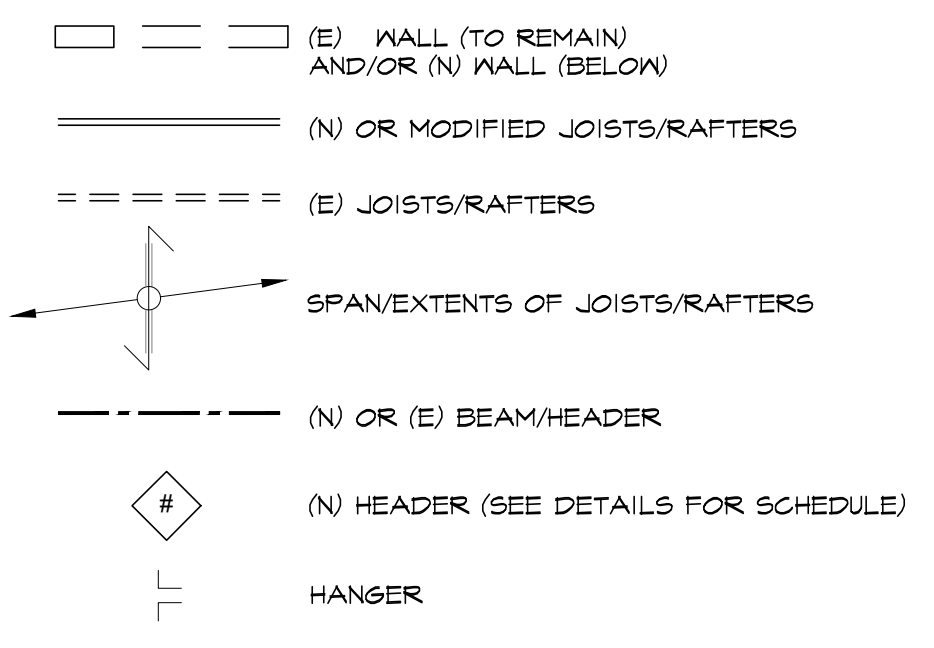 (E) WALL (TO REMAIN)
AND/OR (N) WALL (BELOW)
(N) OR MODIFIED JOISTS/RAFTERS
(E) JOISTS/RAFTERS
SPAN/EXTENTS OF JOISTS/RAFTERS
(N) OR (E) BEAM/HEADER
# (N) HEADER (SEE DETAILS FOR SCHEDULE)
HANGER